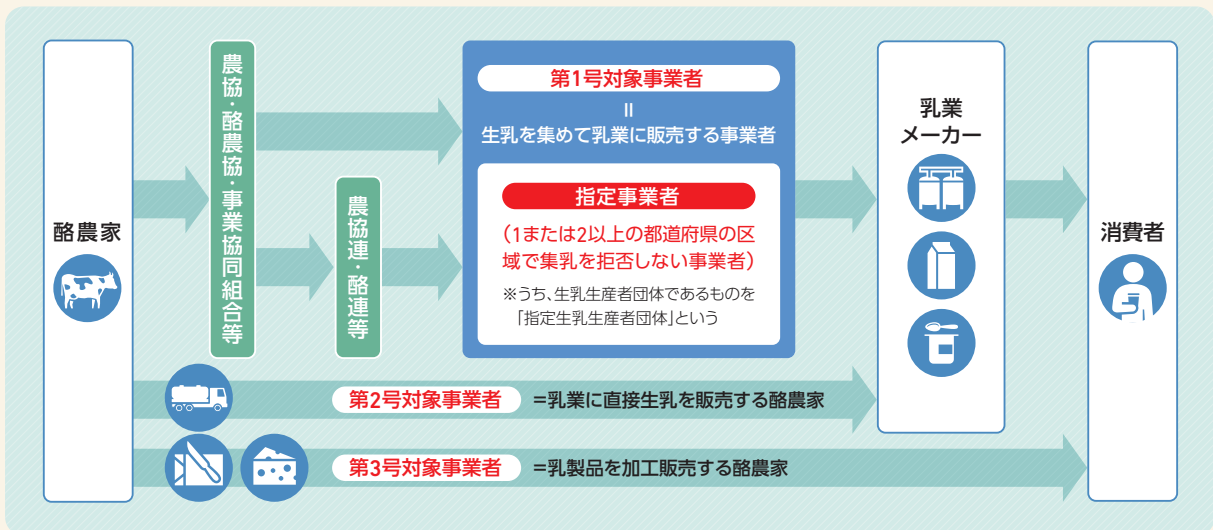 酪農家
農協・酪農協・事業協同組合等
農協連・酪連等
第1号対象事業者
=
生乳を集めて乳業に販売する事業者
指定事業者
(1または2以上の都道府県の区
域で集乳を拒否しない事業者)
※うち、生乳生産者団体であるものを
「指定生乳生産者団体」という
乳業
メーカー
消費者
第2号対象事業者 =乳業に直接生乳を販売する酪農家
第3号対象事業者 =乳製品を加工販売する酪農家